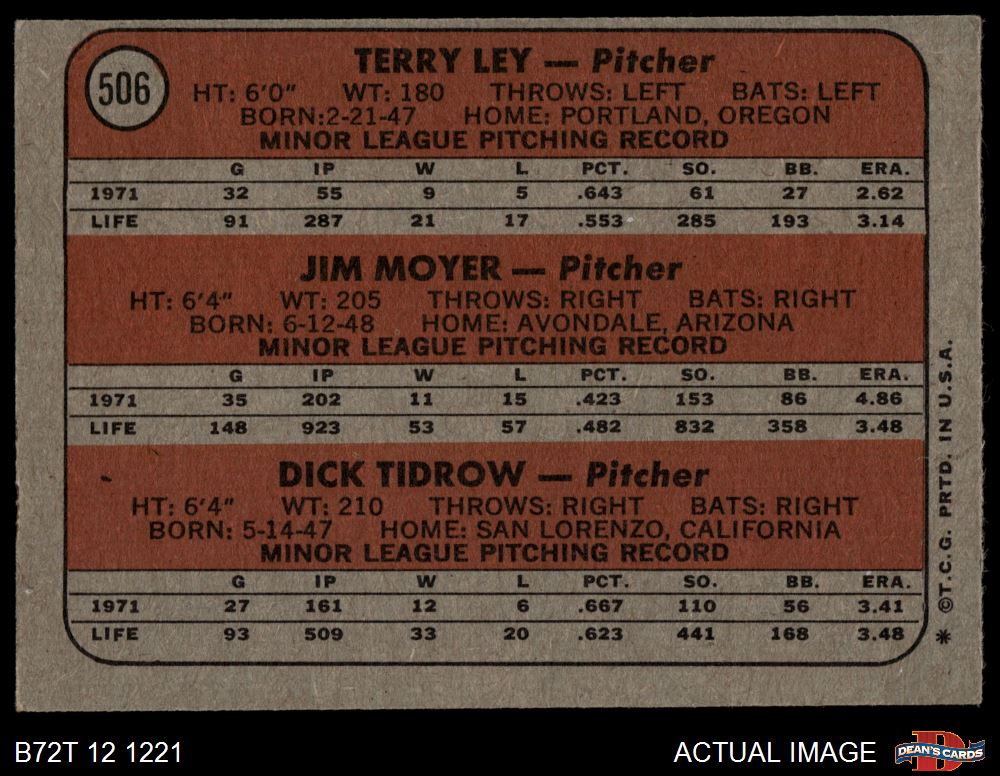 506
TERRY LEY — Pitcher
HT: 6'0" WT: 180 THROWS: LEFT BATS: LEFT
BORN:2-21-47 HOME: PORTLAND, OREGON
MINOR LEAGUE PITCHING RECORD
G IP W L PCT. SO. BB. ERA.
1971 32 55 9 5 .643 61 27 2.62
LIFE 91 287 21 17 .553 285 193 3.14
JIM MOYER — Pitcher
HT: 6'4" WT: 205 THROWS: RIGHT BATS: RIGHT
BORN: 6-12-48 HOME: AVONDALE, ARIZONA
MINOR LEAGUE PITCHING RECORD
G IP W L PCT. SO. BB. ERA.
1971 35 202 11 15 .423 153 86 4.86
LIFE 148 923 53 57 .482 832 358 3.48
DICK TIDROW — Pitcher
HT: 6'4" WT: 210 THROWS: RIGHT BATS: RIGHT
BORN: 5-14-47 HOME: SAN LORENZO, CALIFORNIA
MINOR LEAGUE PITCHING RECORD
G IP W L PCT. SO. BB. ERA.
1971 27 161 12 6 .667 110 56 3.41
LIFE 93 509 33 20 .623 441 168 3.48
* ©T.C.G. PRTD. IN U.S.A.
B72T 12 1221
ACTUAL IMAGE
D
DEAN'S CARDS